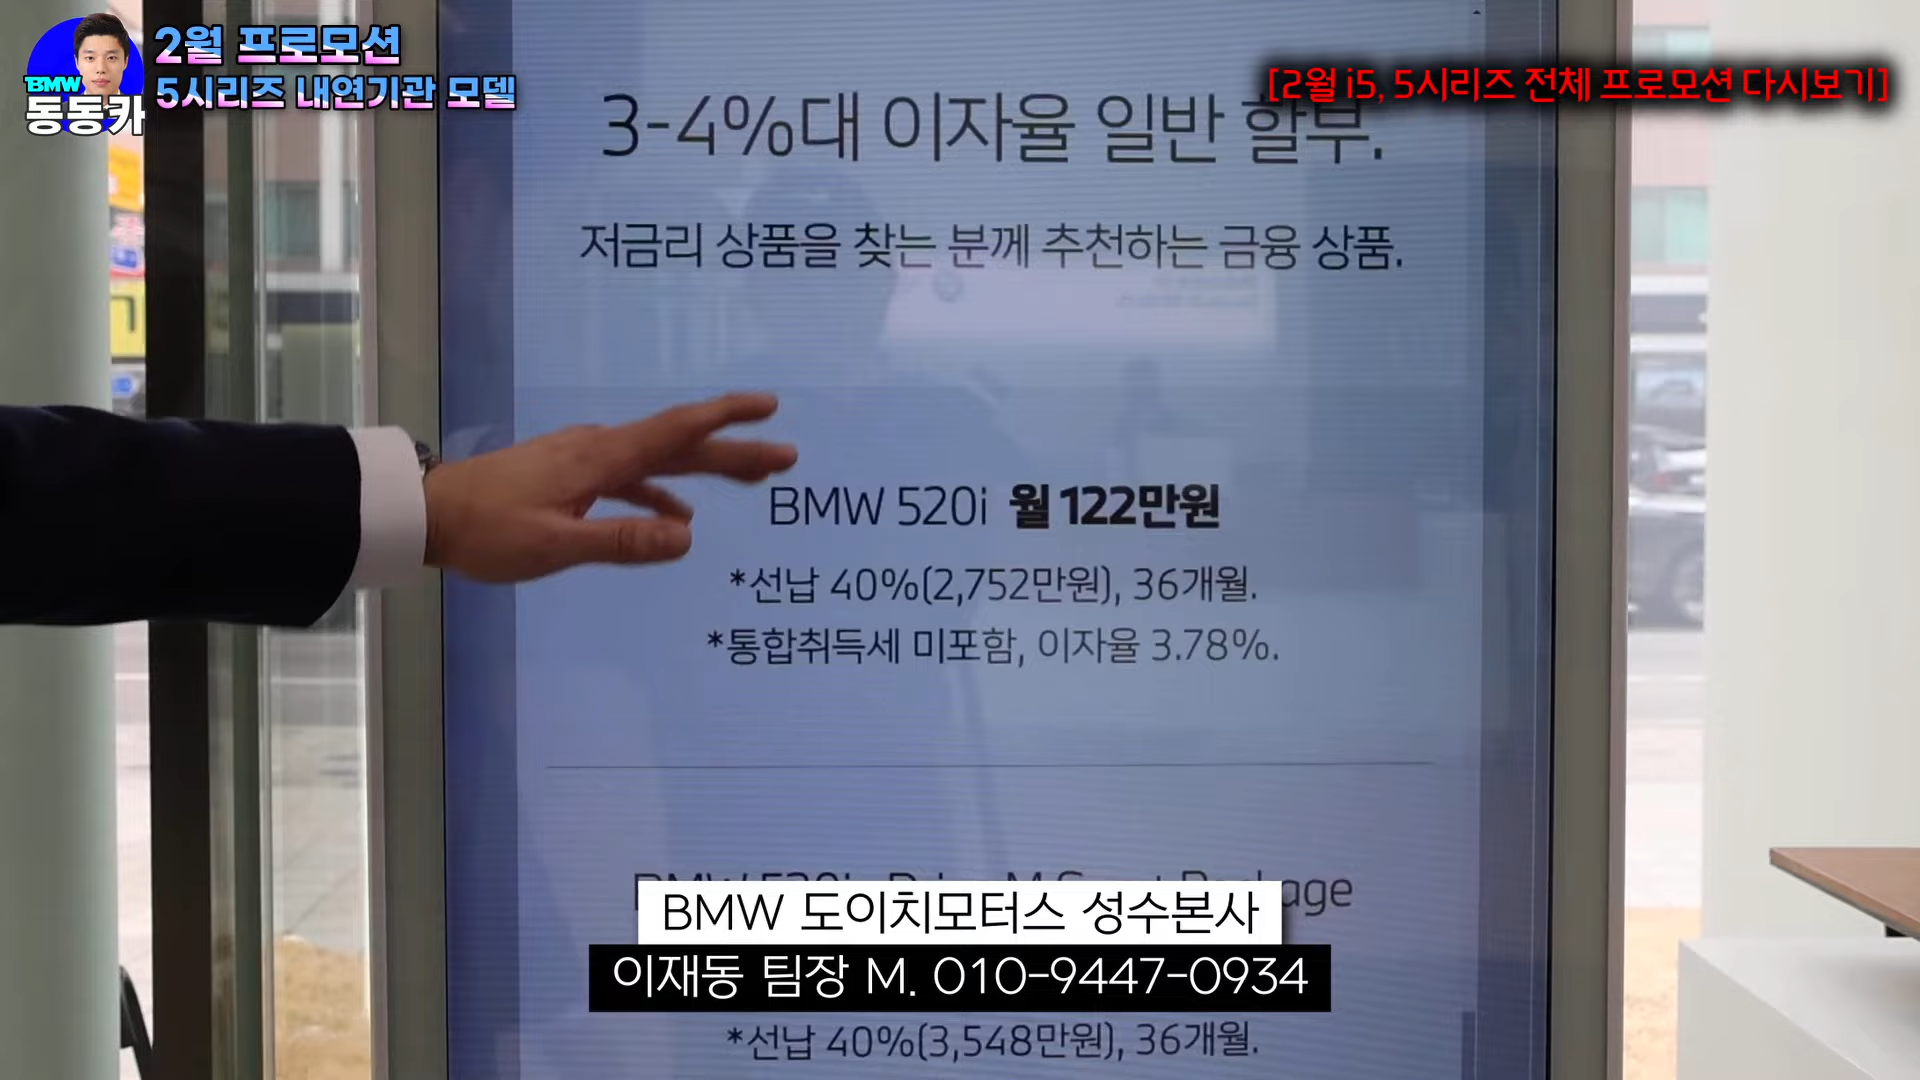 2월 프로모션
5시리즈 내연기관 모델
BMW
동동카
[2월 i5, 5시리즈 전체 프로모션 다시보기]
3-4%대 이자율 일반 할부.
저금리 상품을 찾는 분께 추천하는 금융 상품.
BMW 520i 월 122만원
*선납 40%(2,752만원), 36개월.
*통합취득세 미포함, 이자율 3.78%.
BMW 도이치모터스 성수본사
이재동 팀장 M. 010-9447-0934
*선납 40%(3,548만원), 36개월.